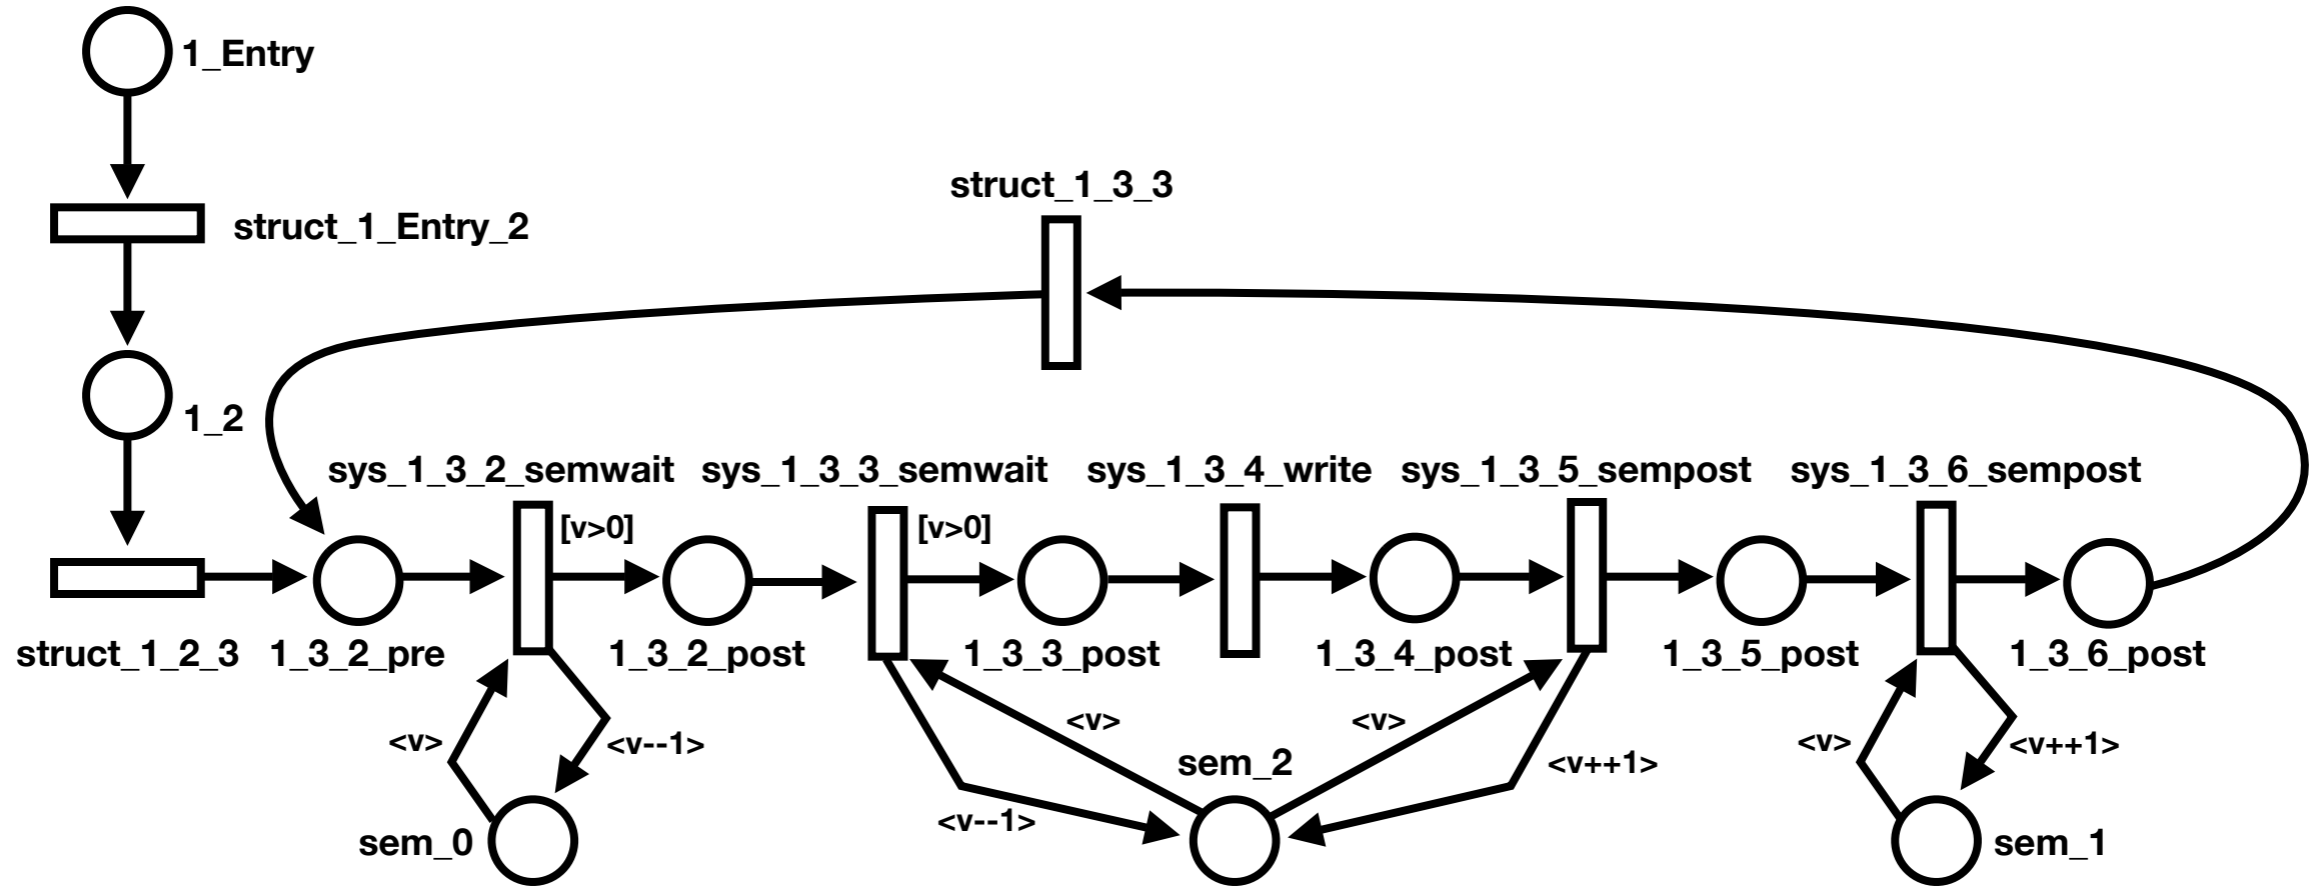 1_Entry
struct_1_3_3
struct_1_Entry_2
1_2
sys_1_3_2_semwait
sys_1_3_3_semwait
sys_1_3_4_write
sys_1_3_5_sempost
sys_1_3_6_sempost
[v>0]
[v>0]
struct_1_2_3
1_3_2_pre
1_3_2_post
1_3_3_post
1_3_4_post
1_3_5_post
1_3_6_post
<v>
<v--1>
<v>
<v>
<v>
<v++1>
sem_2
<v++1>
<v--1>
sem_0
sem_1